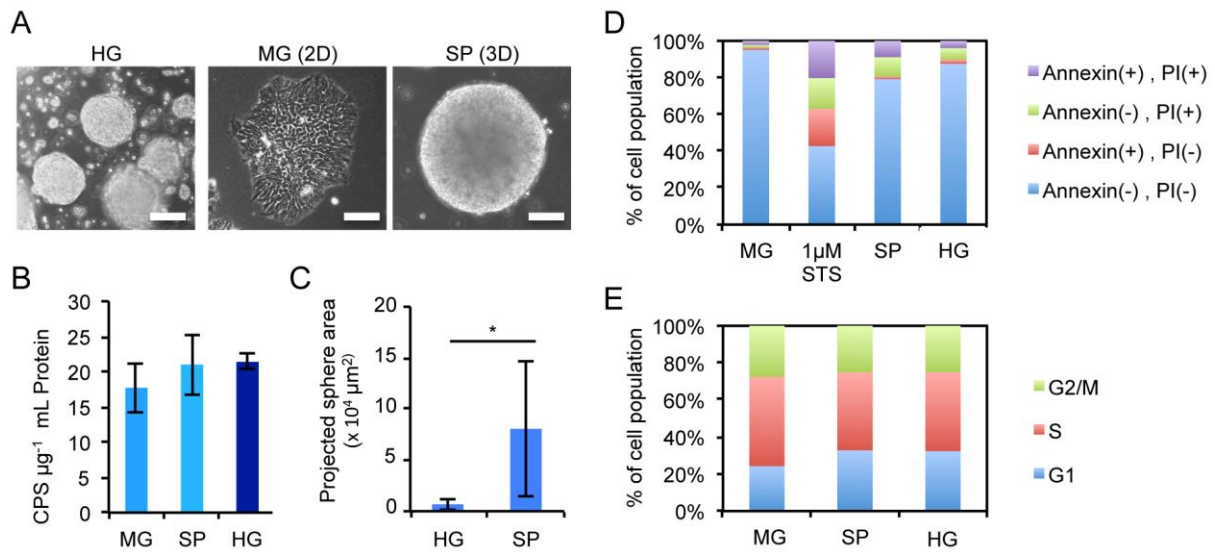 A
HG
MG (2D)
SP (3D)
B
CPS µg⁻¹ mL Protein
30
25
20
15
10
5
0
MG
SP
HG
C
Projected sphere area
(x 10⁴ µm²)
20
15
10
5
0
*
HG
SP
D
% of cell population
100%
80%
60%
40%
20%
0%
MG
1µM
STS
SP
HG
Annexin(+) , PI(+)
Annexin(-) , PI(+)
Annexin(+) , PI(-)
Annexin(-) , PI(-)
E
% of cell population
100%
80%
60%
40%
20%
0%
MG
SP
HG
G2/M
S
G1